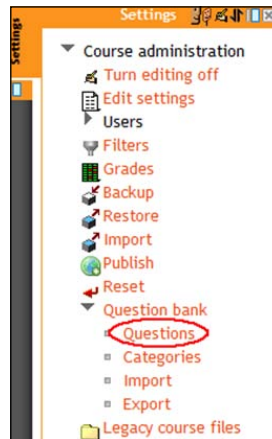 Settings
Settings
Course administration
Turn editing off
Edit settings
Users
Filters
Grades
Backup
Restore
Import
Publish
Reset
Question bank
Questions
Categories
Import
Export
Legacy course files